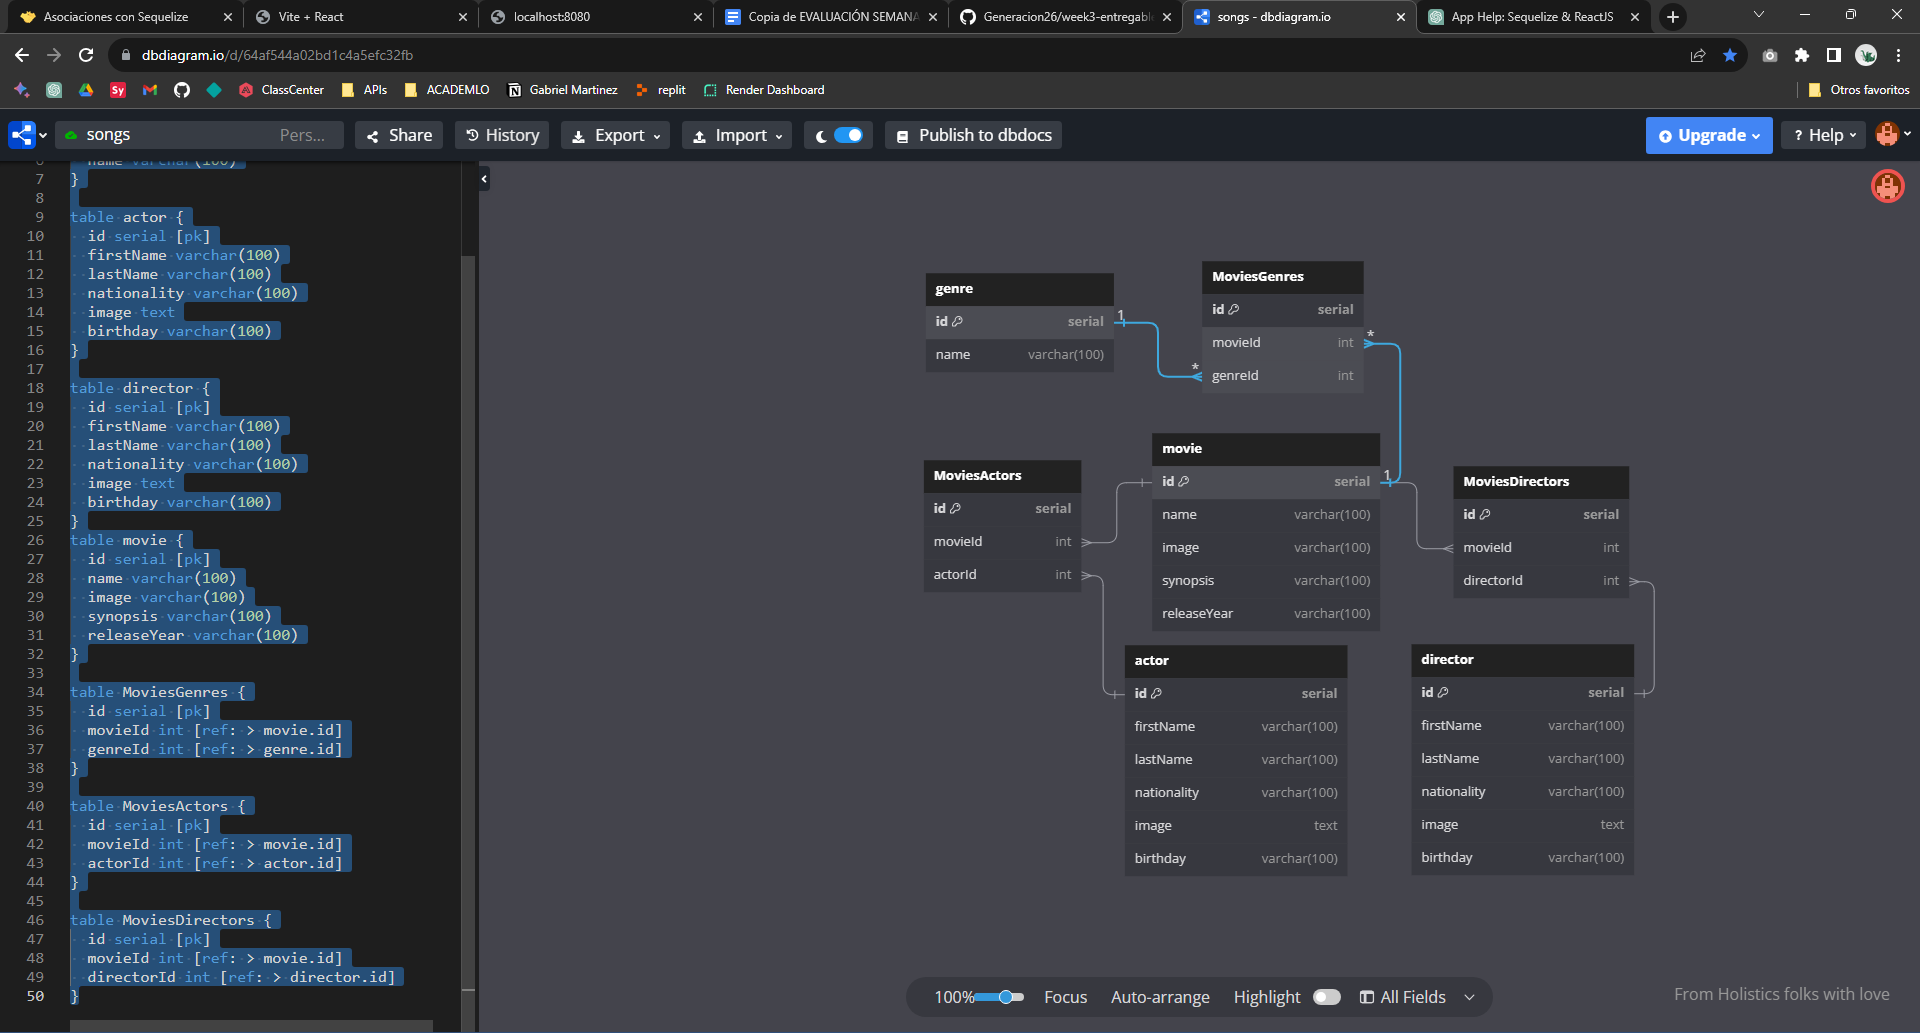 Asociaciones con Sequelize
Vite + React
localhost:8080
Copia de EVALUACIÓN SEMANA
Generacion26/week3-entregable
songs - dbdiagram.io
App Help: Sequelize & ReactJS
dbdiagram.io/d/64af544a02bd1c4a5efc32fb
Sy
ClassCenter
APIs
ACADEMLO
Gabriel Martinez
replit
Render Dashboard
Otros favoritos
songs
Pers...
Share
History
Export
Import
Publish to dbdocs
Upgrade
? Help
6 name varchar(100)
7 }
8
9 table actor {
10 id serial [pk]
11 firstName varchar(100)
12 lastName varchar(100)
13 nationality varchar(100)
14 image text
15 birthday varchar(100)
16 }
17
18 table director {
19 id serial [pk]
20 firstName varchar(100)
21 lastName varchar(100)
22 nationality varchar(100)
23 image text
24 birthday varchar(100)
25 }
26 table movie {
27 id serial [pk]
28 name varchar(100)
29 image varchar(100)
30 synopsis varchar(100)
31 releaseYear varchar(100)
32 }
33
34 table MoviesGenres {
35 id serial [pk]
36 movieId int [ref: > movie.id]
37 genreId int [ref: > genre.id]
38 }
39
40 table MoviesActors {
41 id serial [pk]
42 movieId int [ref: > movie.id]
43 actorId int [ref: > actor.id]
44 }
45
46 table MoviesDirectors {
47 id serial [pk]
48 movieId int [ref: > movie.id]
49 directorId int [ref: > director.id]
50 }
genre
id serial
name varchar(100)
1
*
MoviesGenres
id serial
movieId int
genreId int
*
1
MoviesActors
id serial
movieId int
actorId int
movie
id serial
name varchar(100)
image varchar(100)
synopsis varchar(100)
releaseYear varchar(100)
MoviesDirectors
id serial
movieId int
directorId int
actor
id serial
firstName varchar(100)
lastName varchar(100)
nationality varchar(100)
image text
birthday varchar(100)
director
id serial
firstName varchar(100)
lastName varchar(100)
nationality varchar(100)
image text
birthday varchar(100)
100%
Focus
Auto-arrange
Highlight
All Fields
From Holistics folks with love